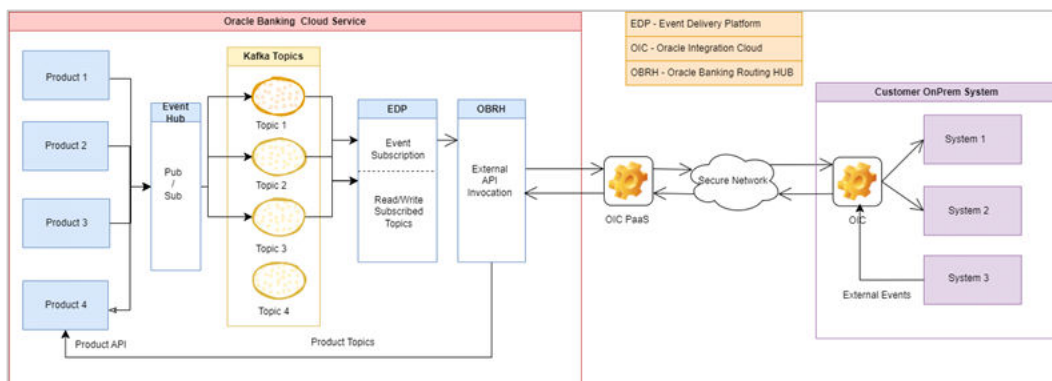 Oracle Banking Cloud Service
EDP - Event Delivery Platform
OIC - Oracle Integration Cloud
OBRH - Oracle Banking Routing HUB
Product 1
Product 2
Product 3
Product 4
Event
Hub
Pub
/
Sub
Kafka Topics
Topic 1
Topic 2
Topic 3
Topic 4
EDP
Event
Subscription
Read/Write
Subscribed
Topics
OBRH
External
API
Invocation
Product API
Product Topics
OIC PaaS
Secure Network
Customer OnPrem System
OIC
System 1
System 2
System 3
External Events